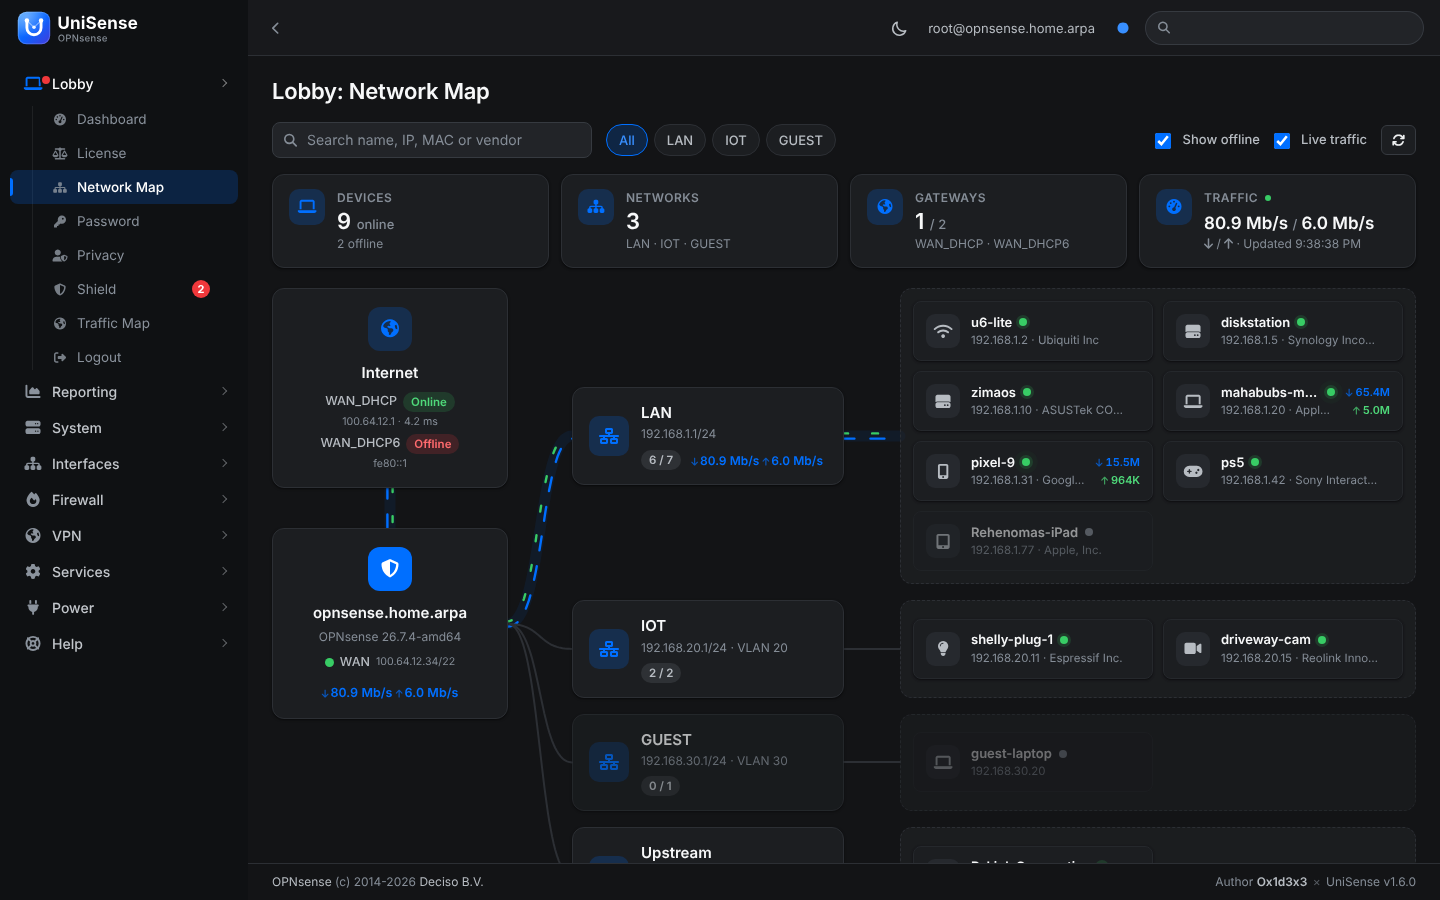 UniSense
OPNsense
root@opnsense.home.arpa
Lobby
Dashboard
License
Network Map
Password
Privacy
Shield 2
Traffic Map
Logout
Reporting
System
Interfaces
Firewall
VPN
Services
Power
Help
Lobby: Network Map
Search name, IP, MAC or vendor
All
LAN
IOT
GUEST
Show offline
Live traffic
DEVICES
9 online
2 offline
NETWORKS
3
LAN · IOT · GUEST
GATEWAYS
1 / 2
WAN_DHCP · WAN_DHCP6
TRAFFIC
80.9 Mb/s / 6.0 Mb/s
↓ / ↑ · Updated 9:38:38 PM
Internet
WAN_DHCP Online
100.64.12.1 · 4.2 ms
WAN_DHCP6 Offline
fe80::1
opnsense.home.arpa
OPNsense 26.7.4-amd64
WAN 100.64.12.34/22
↓80.9 Mb/s ↑6.0 Mb/s
LAN
192.168.1.1/24
6 / 7 ↓80.9 Mb/s ↑6.0 Mb/s
u6-lite
192.168.1.2 · Ubiquiti Inc
diskstation
192.168.1.5 · Synology Inco...
zimaos
192.168.1.10 · ASUSTek CO...
mahabubs-m... ↓ 65.4M
192.168.1.20 · Appl... ↑ 5.0M
pixel-9 ↓ 15.5M
192.168.1.31 · Googl... ↑ 964K
ps5
192.168.1.42 · Sony Interact...
Rehenomas-iPad
192.168.1.77 · Apple, Inc.
IOT
192.168.20.1/24 · VLAN 20
2 / 2
shelly-plug-1
192.168.20.11 · Espressif Inc.
driveway-cam
192.168.20.15 · Reolink Inno...
GUEST
192.168.30.1/24 · VLAN 30
0 / 1
guest-laptop
192.168.30.20
Upstream
OPNsense (c) 2014-2026 Deciso B.V.
Author Ox1d3x3 × UniSense v1.6.0